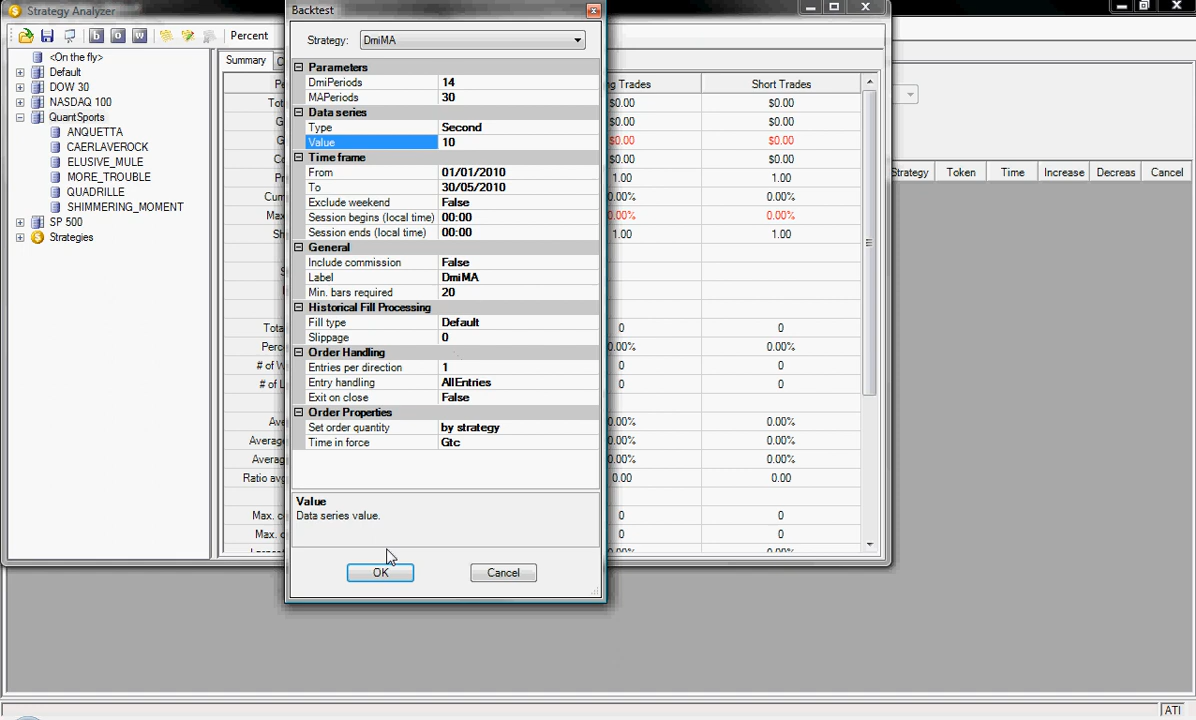 Strategy Analyzer
b o w Percent
<On the fly>
Default
DOW 30
NASDAQ 100
QuantSports
ANQUETTA
CAERLAVEROCK
ELUSIVE_MULE
MORE_TROUBLE
QUADRILLE
SHIMMERING_MOMENT
SP 500
Strategies
Summary
Backtest
Strategy: DmiMA
Parameters
DmiPeriods 14
MAPeriods 30
Data series
Type Second
Value 10
Time frame
From 01/01/2010
To 30/05/2010
Exclude weekend False
Session begins (local time) 00:00
Session ends (local time) 00:00
General
Include commission False
Label DmiMA
Min. bars required 20
Historical Fill Processing
Fill type Default
Slippage 0
Order Handling
Entries per direction 1
Entry handling AllEntries
Exit on close False
Order Properties
Set order quantity by strategy
Time in force Gtc
Value
Data series value.
OK Cancel
g Trades Short Trades
$0.00 $0.00
$0.00 $0.00
$0.00 $0.00
$0.00 $0.00
1.00 1.00
0.00% 0.00%
0.00% 0.00%
1.00 1.00
0 0
0.00% 0.00%
0 0
0 0
0.00% 0.00%
0.00% 0.00%
0.00% 0.00%
0.00 0.00
0 0
0 0
# of W
# of L
Average
Average
Ratio avg
Max. c
Max. c
Strategy Token Time Increase Decreas Cancel
ATI